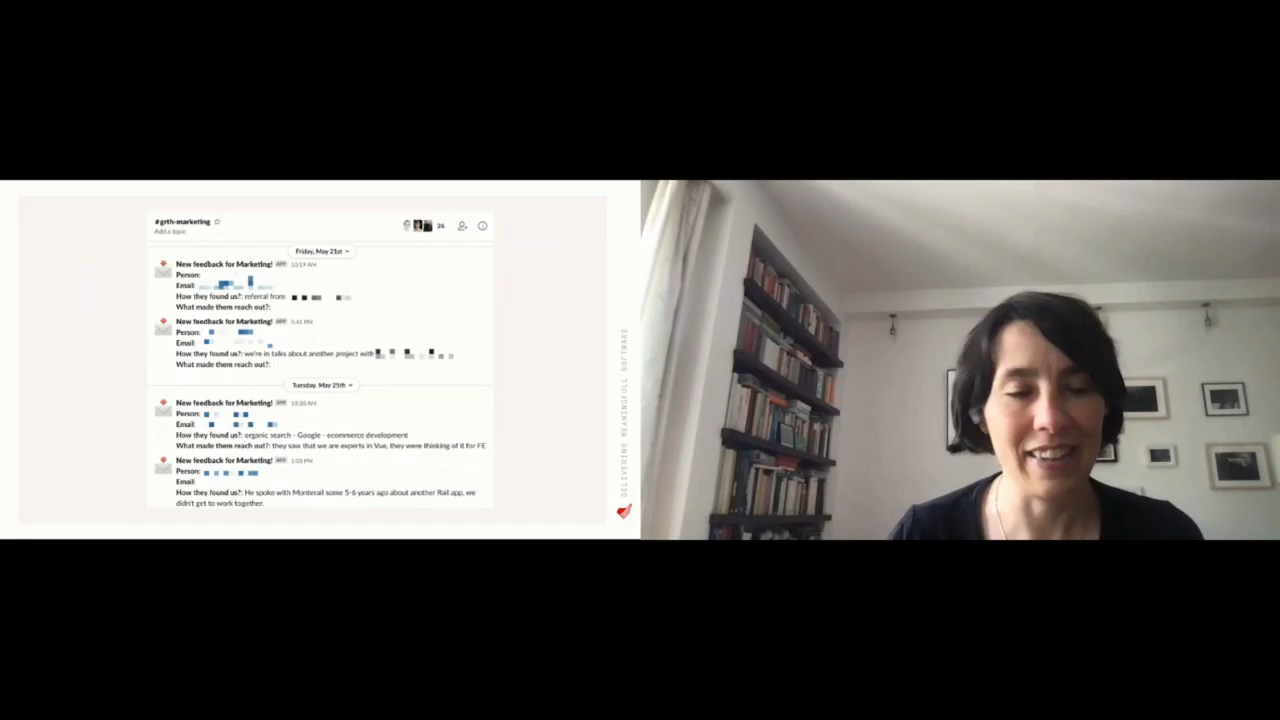 #grth-marketing
Add a topic
26
Friday, May 21st
New feedback for Marketing! APP 10:19 AM
Person:
Email:
How they found us?: referral from
What made them reach out?:
New feedback for Marketing! APP 5:41 PM
Person:
Email:
How they found us?: we're in talks about another project with
What made them reach out?:
Tuesday, May 25th
New feedback for Marketing! APP 10:30 AM
Person:
Email:
How they found us?: organic search - Google - ecommerce development
What made them reach out?: they saw that we are experts in Vue, they were thinking of it for FE
New feedback for Marketing! APP 1:03 PM
Person:
Email:
How they found us?: He spoke with Monterail some 5-6 years ago about another Rail app, we
didn't get to work together.
DELIVERING MEANINGFULL SOFTWARE